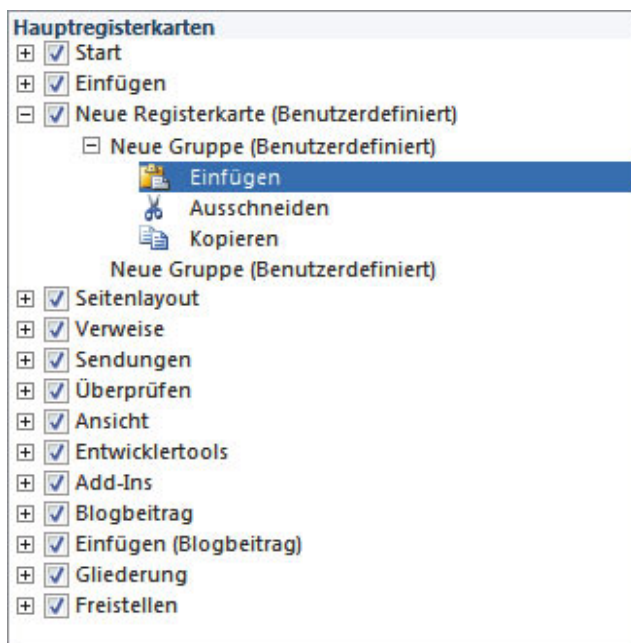 Hauptregisterkarten
Start
Einfügen
Neue Registerkarte (Benutzerdefiniert)
Neue Gruppe (Benutzerdefiniert)
Einfügen
Ausschneiden
Kopieren
Neue Gruppe (Benutzerdefiniert)
Seitenlayout
Verweise
Sendungen
Überprüfen
Ansicht
Entwicklertools
Add-Ins
Blogbeitrag
Einfügen (Blogbeitrag)
Gliederung
Freistellen